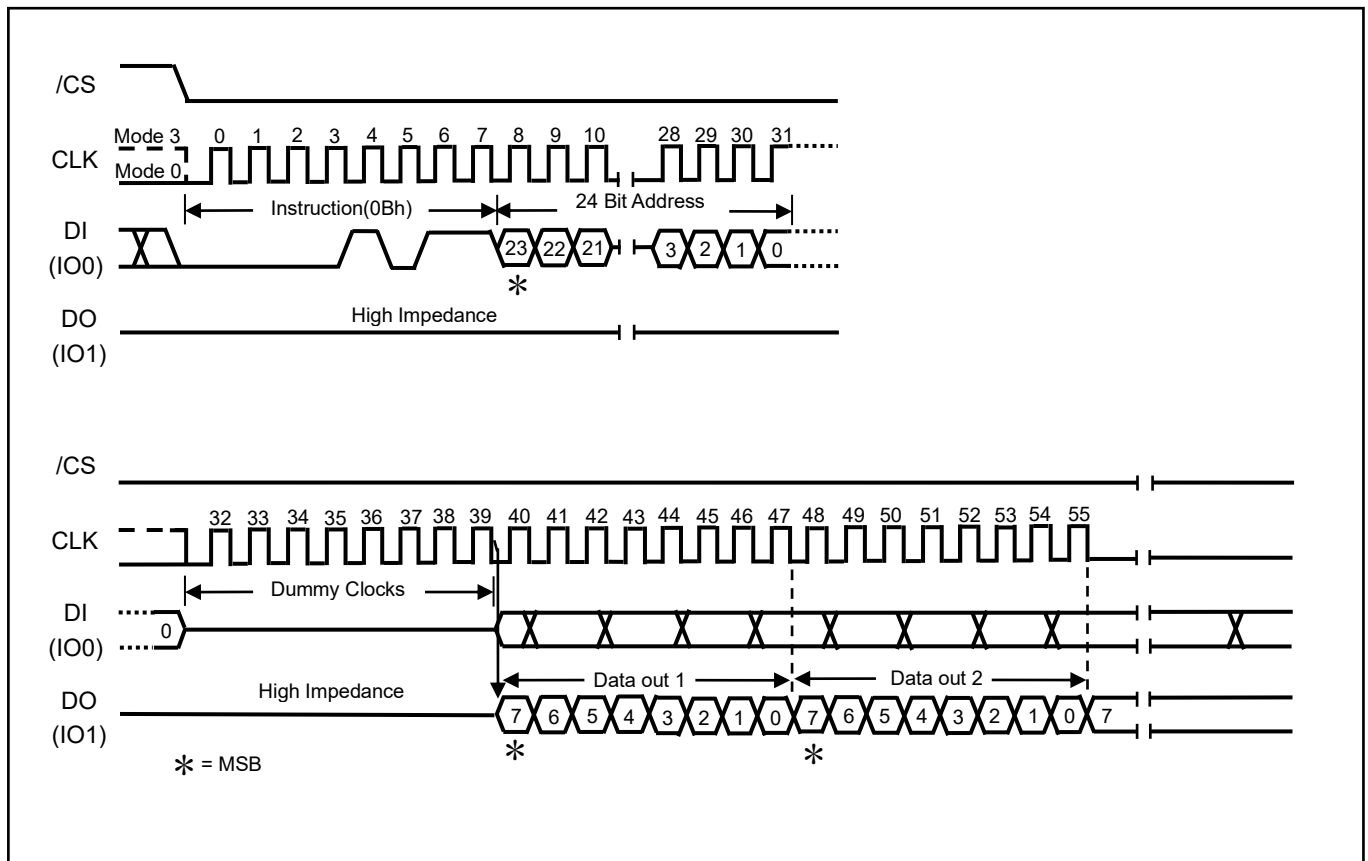 /CS
Mode 3 0 1 2 3 4 5 6 7 8 9 10 28 29 30 31
CLK
Mode 0
Instruction(0Bh) 24 Bit Address
DI
(IO0)
23 22 21 3 2 1 0
*
DO
(IO1)
High Impedance
/CS
32 33 34 35 36 37 38 39 40 41 42 43 44 45 46 47 48 49 50 51 52 53 54 55
CLK
Dummy Clocks
DI
(IO0)
0
Data out 1 Data out 2
DO
(IO1)
High Impedance
7 6 5 4 3 2 1 0 7 6 5 4 3 2 1 0 7
* *
* = MSB